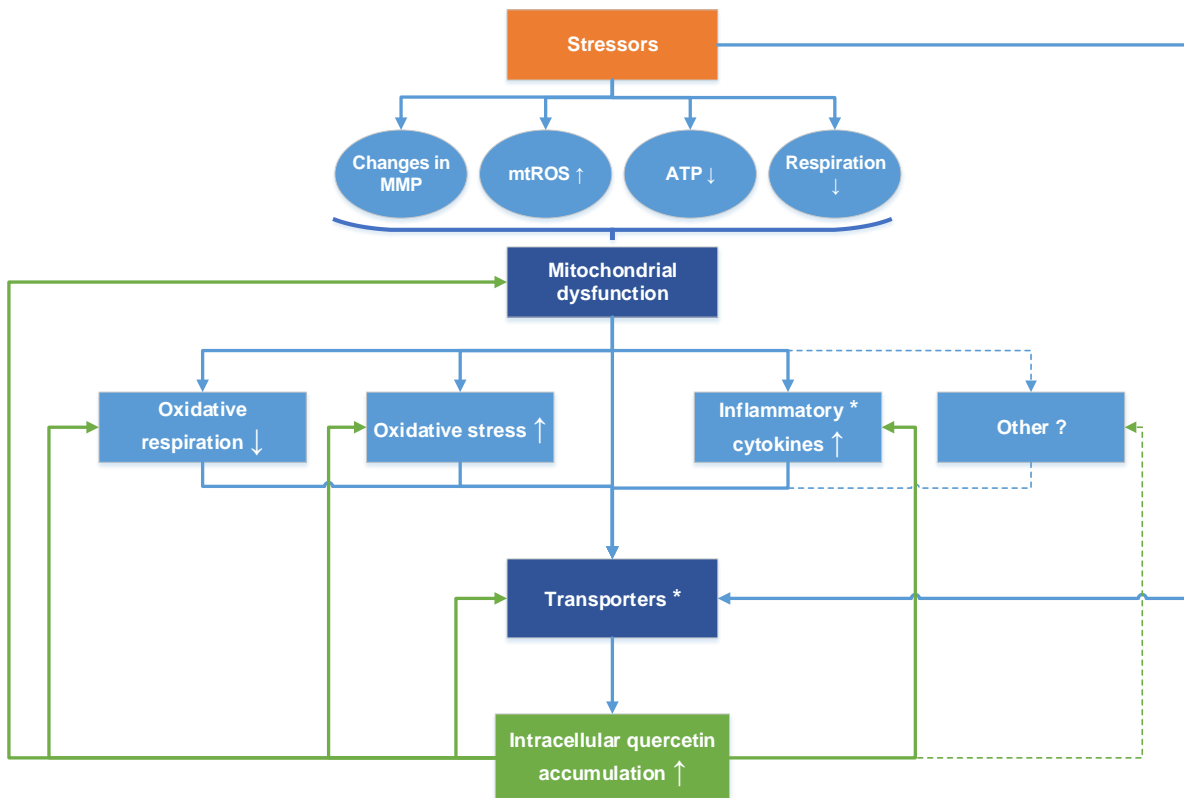 Stressors
Changes in
MMP
mtROS ↑
ATP ↓
Respiration
↓
Mitochondrial
dysfunction
Oxidative
respiration ↓
Oxidative stress ↑
Inflammatory *
cytokines ↑
Other ?
Transporters *
Intracellular quercetin
accumulation ↑